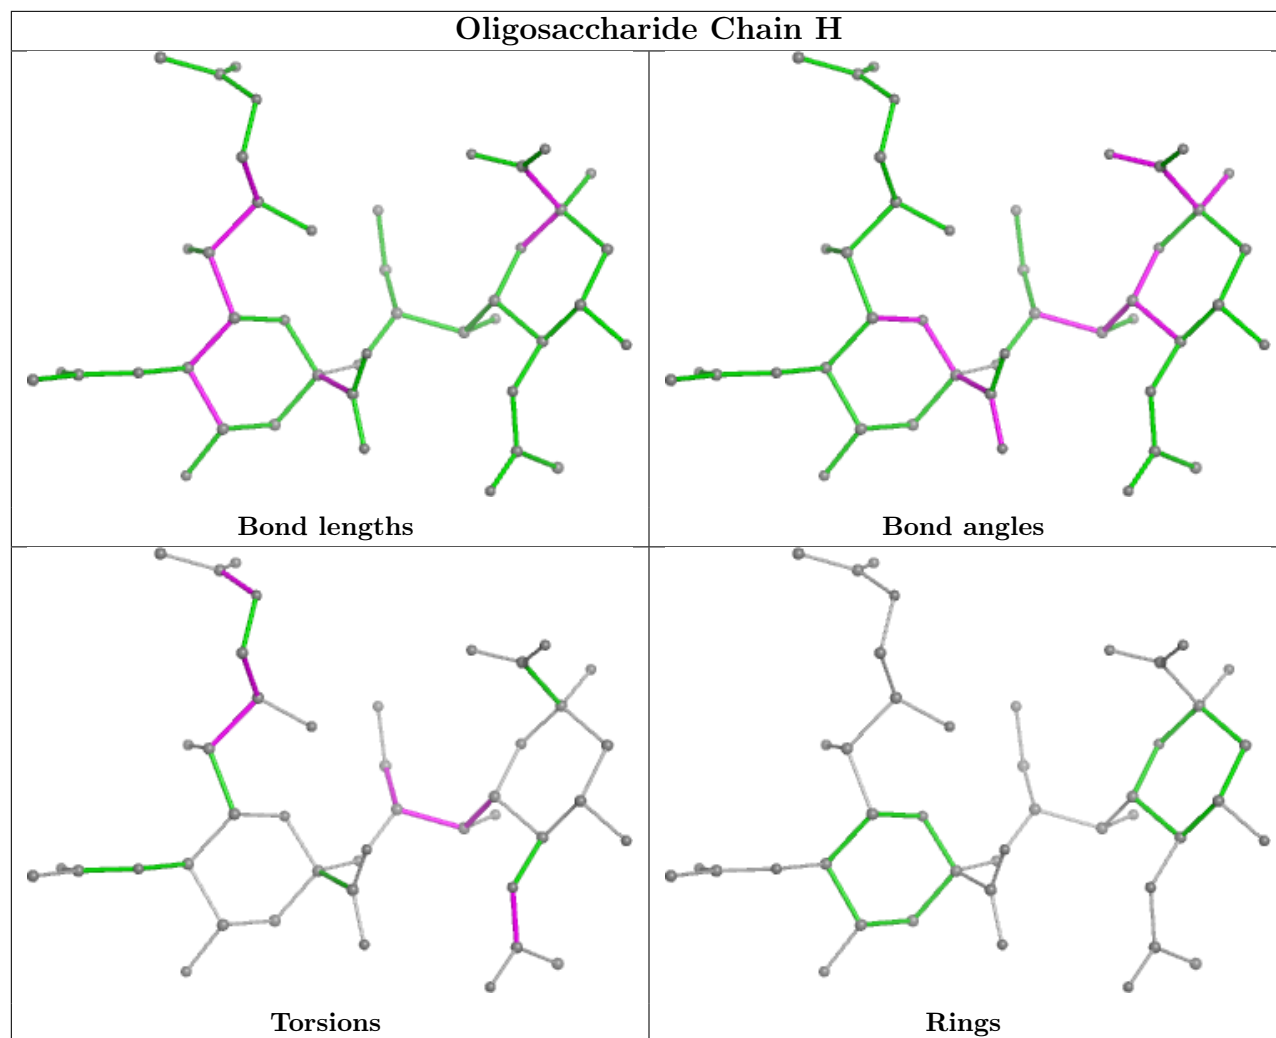 Oligosaccharide Chain H
Bond lengths
Bond angles
Torsions
Rings